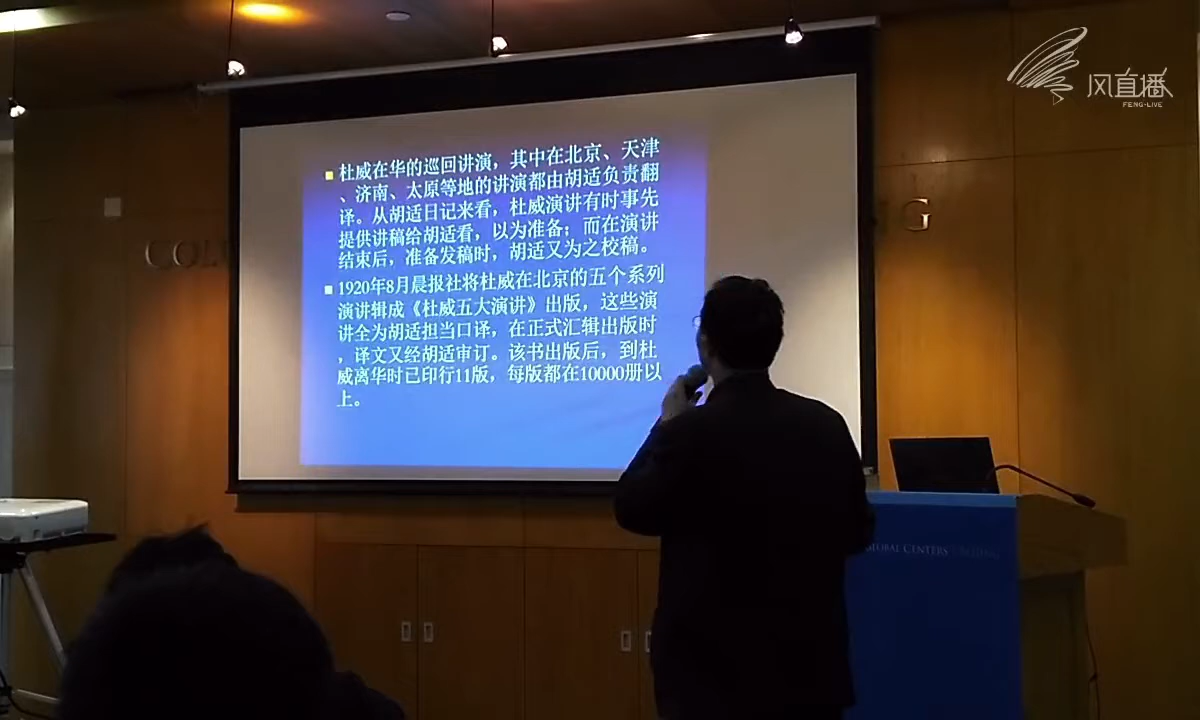 风直播
FENG-LIVE
杜威在华的巡回讲演，其中在北京、天津
、济南、太原等地的讲演都由胡适负责翻
译。从胡适日记来看，杜威演讲有时事先
提供讲稿给胡适看，以为准备；而在演讲
结束后，准备发稿时，胡适又为之校稿。
1920年8月晨报社将杜威在北京的五个系列
演讲辑成《杜威五大演讲》出版，这些演
讲全为胡适担当口译，在正式汇辑出版时
，译文又经胡适审订。该书出版后，到杜
威离华时已印行11版，每版都在10000册以
上。
GLOBAL CENTERS